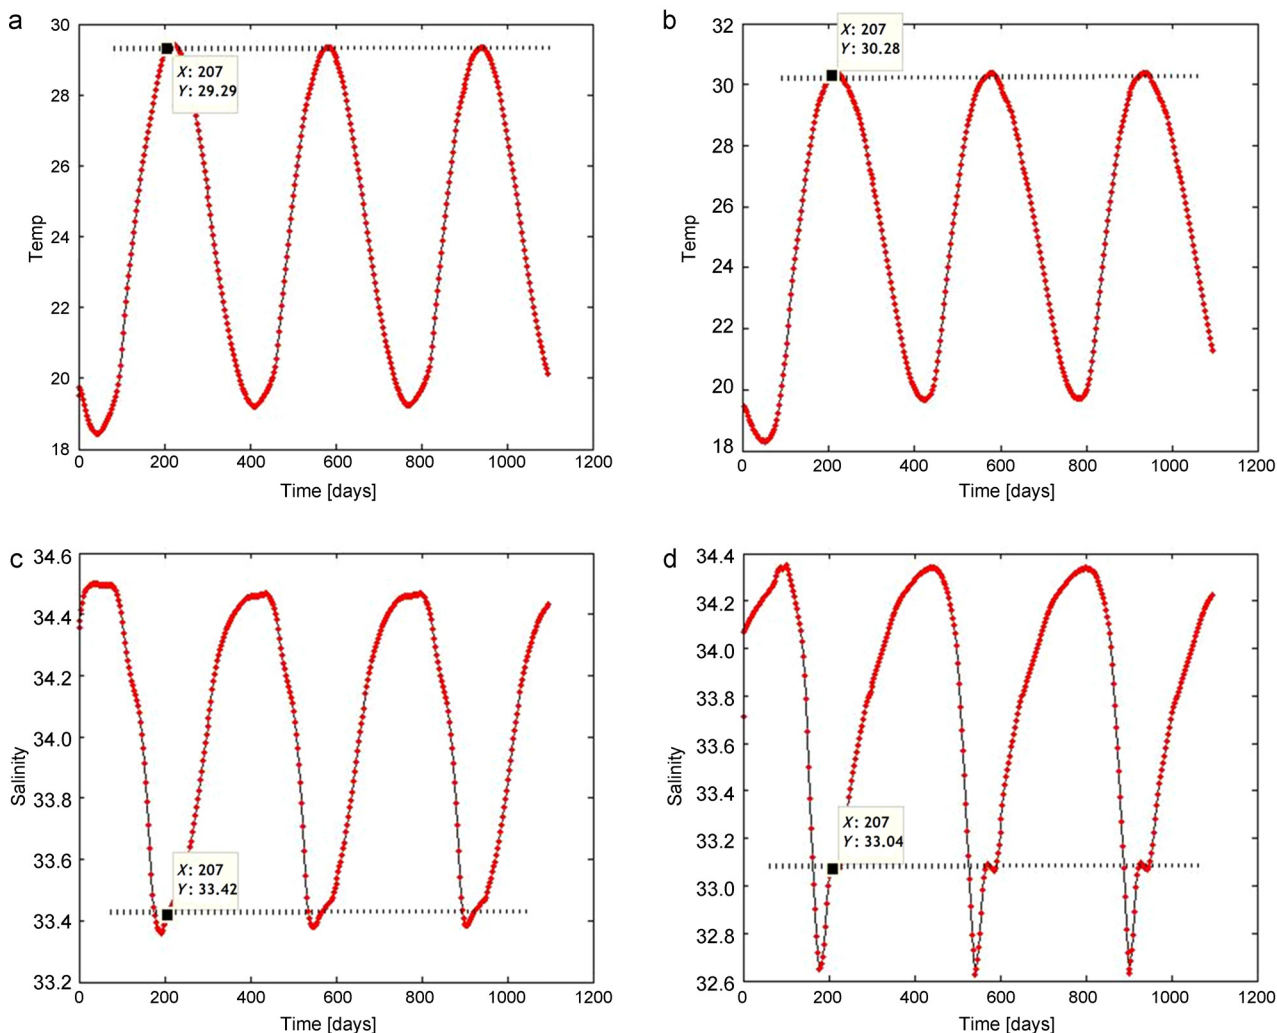 a
30
28
26
24
22
20
18
Temp
X: 207
Y: 29.29
0 200 400 600 800 1000 1200
Time [days]
b
32
30
28
26
24
22
20
18
Temp
X: 207
Y: 30.28
0 200 400 600 800 1000 1200
Time [days]
c
34.6
34.4
34.2
34.0
33.8
33.6
33.4
33.2
Salinity
X: 207
Y: 33.42
0 200 400 600 800 1000 1200
Time [days]
d
34.4
34.2
34.0
33.8
33.6
33.4
33.2
33.0
32.8
32.6
Salinity
X: 207
Y: 33.04
0 200 400 600 800 1000 1200
Time [days]